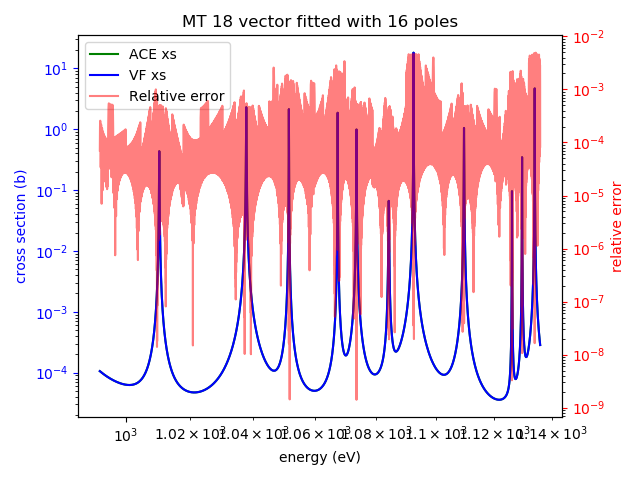 MT 18 vector fitted with 16 poles
ACE xs
VF xs
Relative error
cross section (b)
10¹
10⁰
10⁻¹
10⁻²
10⁻³
10⁻⁴
relative error
10⁻²
10⁻³
10⁻⁴
10⁻⁵
10⁻⁶
10⁻⁷
10⁻⁸
10⁻⁹
10³ 1.02 × 10³ 1.04 × 10³ 1.06 × 10³ 1.08 × 10³ 1.1 × 10³ 1.12 × 10³ 1.14 × 10³
energy (eV)